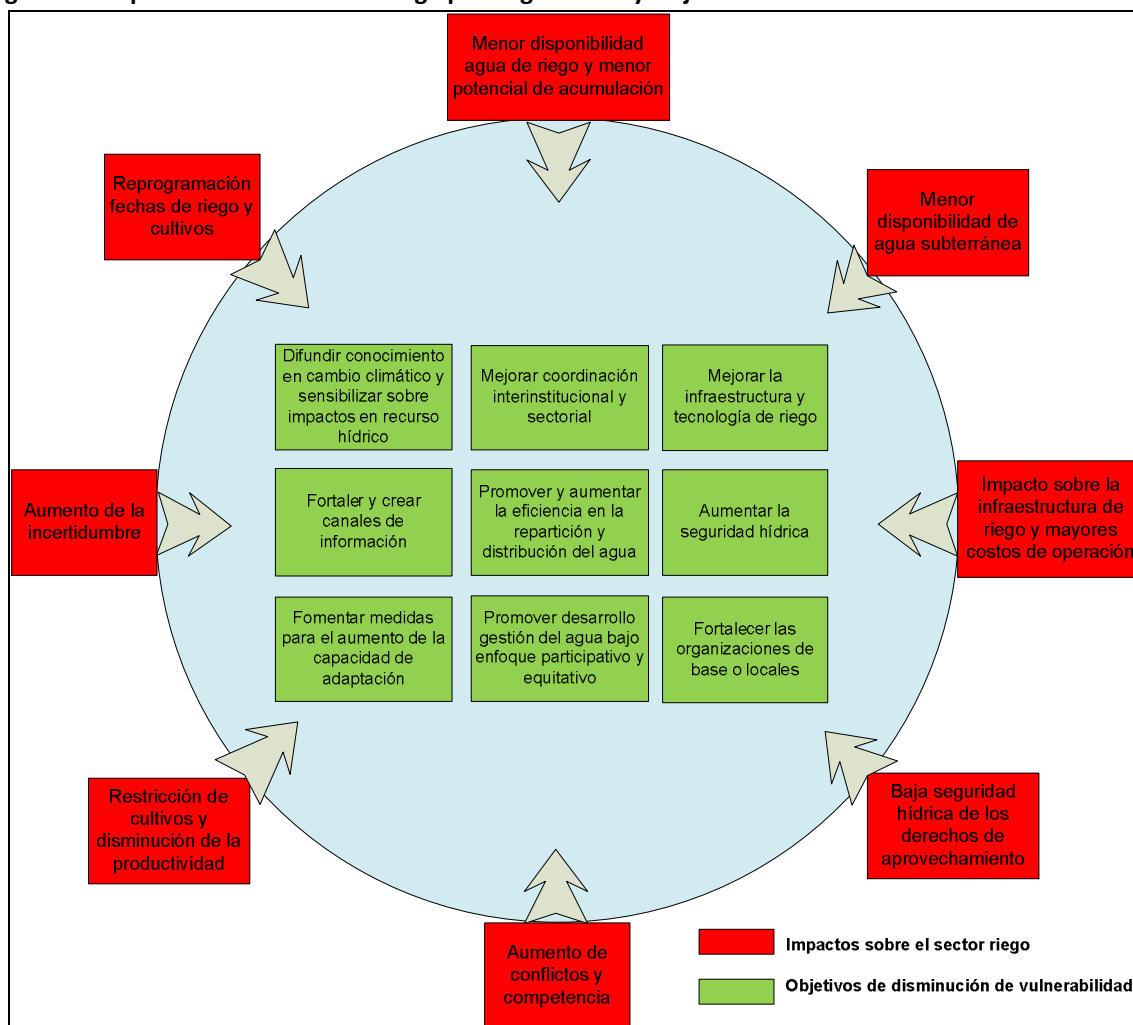 Menor disponibilidad
agua de riego y menor
potencial de acumulación
Reprogramación
fechas de riego y
cultivos
Menor
disponibilidad de
agua subterránea
Difundir conocimiento
en cambio climático y
sensibilizar sobre
impactos en recurso
hídrico
Mejorar coordinación
interinstitucional y
sectorial
Mejorar la
infraestructura y
tecnología de riego
Aumento de la
incertidumbre
Fortaler y crear
canales de
información
Promover y aumentar
la eficiencia en la
repartición y
distribución del agua
Aumentar la
seguridad hídrica
Impacto sobre la
infraestructura de
riego y mayores
costos de operación
Fomentar medidas
para el aumento de la
capacidad de
adaptación
Promover desarrollo
gestión del agua bajo
enfoque participativo y
equitativo
Fortalecer las
organizaciones de
base o locales
Restricción de
cultivos y
disminución de la
productividad
Baja seguridad
hídrica de los
derechos de
aprovechamiento
Aumento de
conflictos y
competencia
Impactos sobre el sector riego
Objetivos de disminución de vulnerabilidad